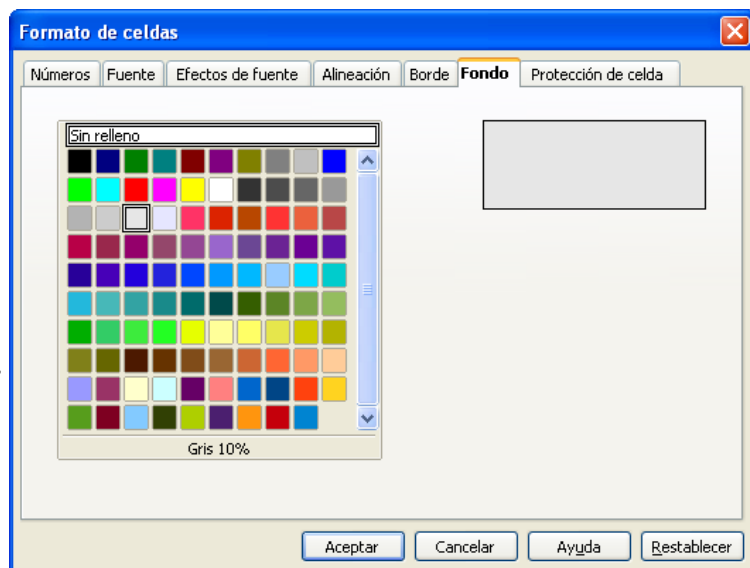 Formato de celdas
Números Fuente Efectos de fuente Alineación Borde Fondo Protección de celda
Sin relleno
Gris 10%
Aceptar Cancelar Ayuda Restablecer